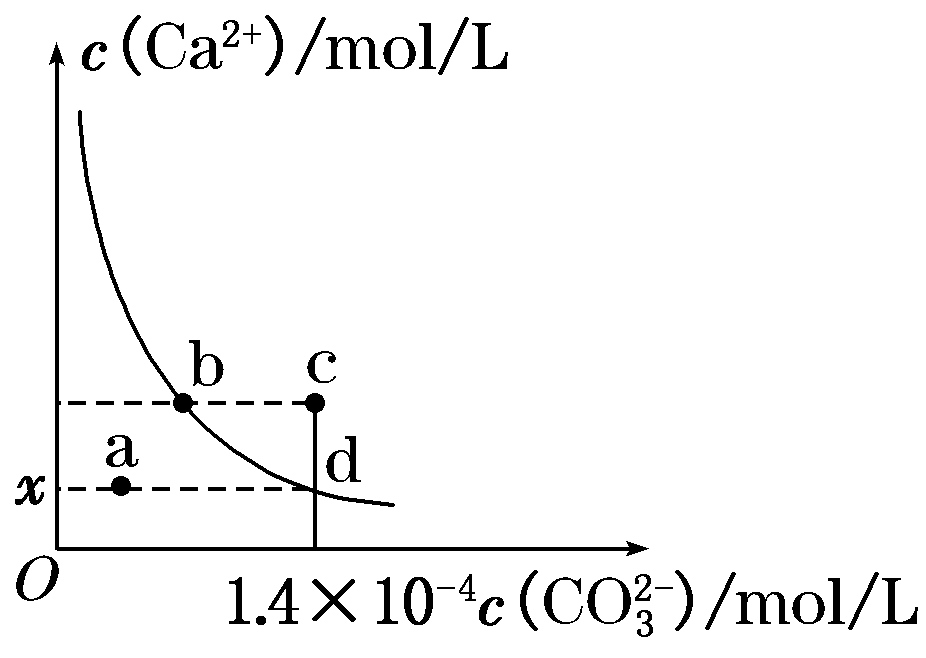 c(Ca²⁺)/mol/L
b
c
a
d
x
O
1.4×10⁻⁴c(CO₃²⁻)/mol/L